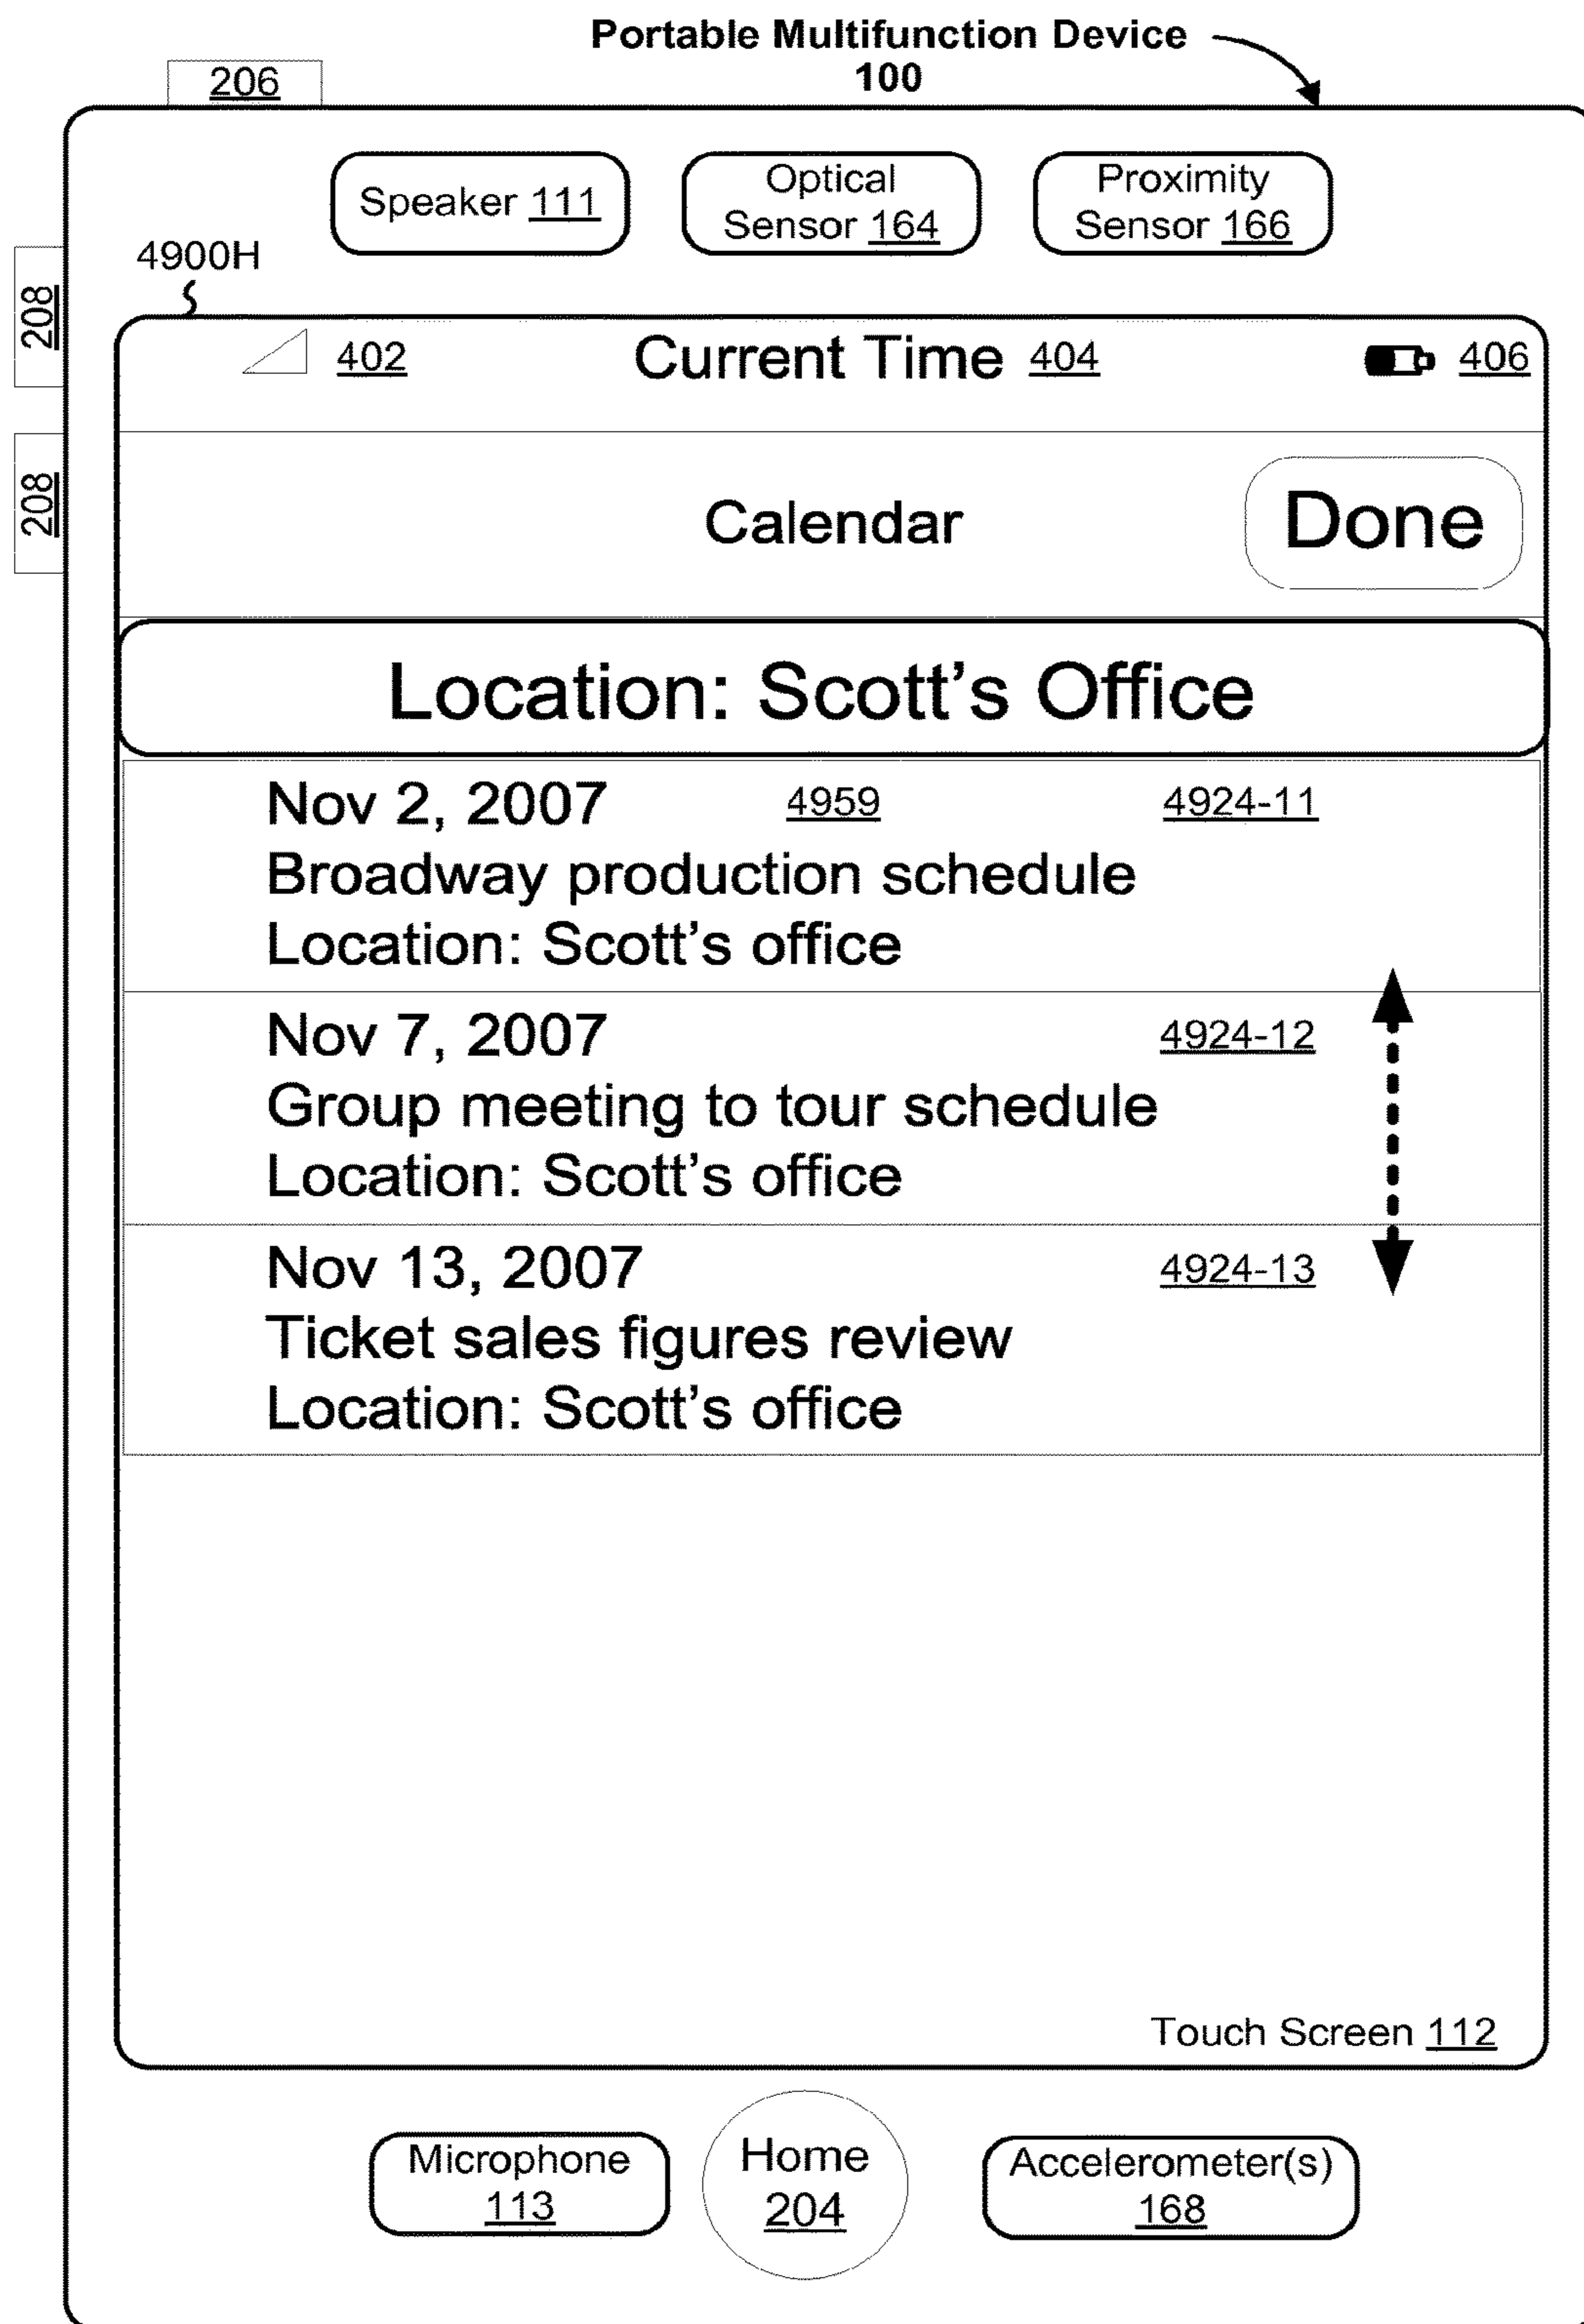 Portable Multifunction Device
100
206
Speaker 111
Optical
Sensor 164
Proximity
Sensor 166
4900H
208
208
402
Current Time 404
406
Calendar
Done
Location: Scott's Office
Nov 2, 2007 4959 4924-11
Broadway production schedule
Location: Scott's office
Nov 7, 2007 4924-12
Group meeting to tour schedule
Location: Scott's office
Nov 13, 2007 4924-13
Ticket sales figures review
Location: Scott's office
Touch Screen 112
Microphone
113
Home
204
Accelerometer(s)
168